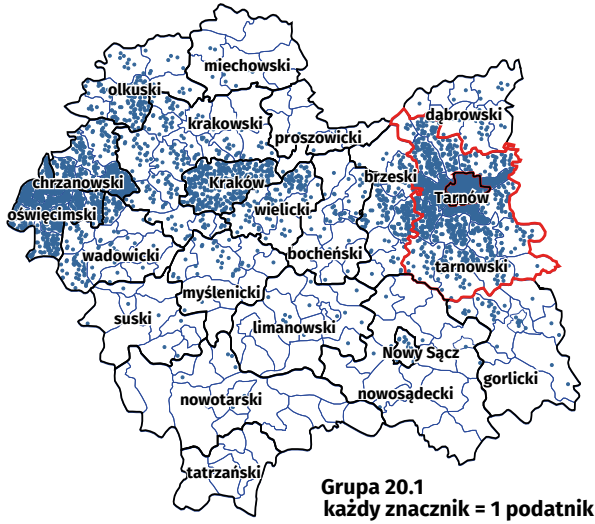 miechowski
olkuski
dąbrowski
krakowski
proszowicki
brzeski
chrzanowski
Kraków
Tarnów
oświęcimski
wielicki
wadowicki
bocheński
tarnowski
myślenicki
suski
limanowski
Nowy Sącz
gorlicki
nowotarski
nowosądecki
tatrzański
Grupa 20.1
każdy znacznik = 1 podatnik